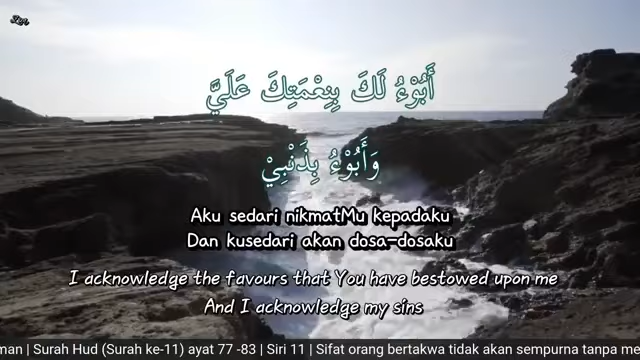 أَبُوْءُ لَكَ بِنِعْمَتِكَ عَلَيَّ
وَأَبُوْءُ بِذَنْبِيْ
Aku sedari nikmatMu kepadaku
Dan kusedari akan dosa-dosaku
I acknowledge the favours that You have bestowed upon me
And I acknowledge my sins
man | Surah Hud (Surah ke-11) ayat 77 -83 | Siri 11 | Sifat orang bertakwa tidak akan sempurna tanpa me